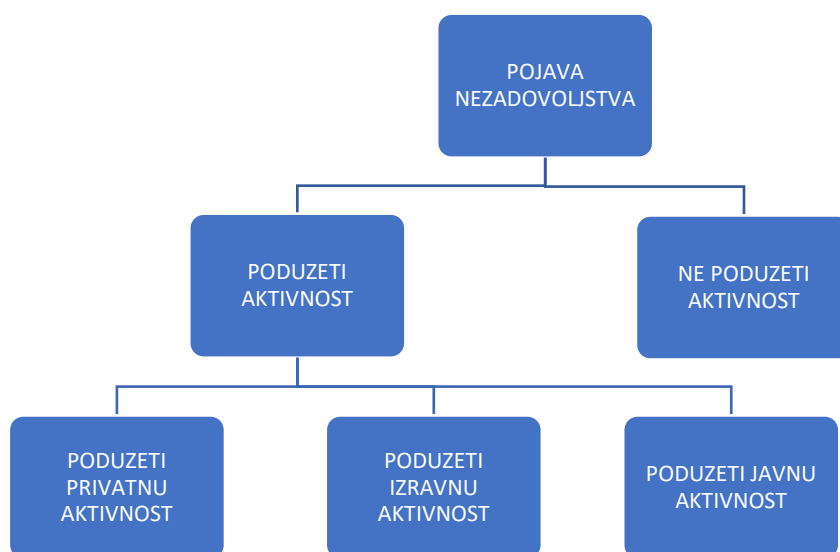 POJAVA
NEZADOVOLJSTVA
PODUZETI
AKTIVNOST
NE PODUZETI
AKTIVNOST
PODUZETI
PRIVATNU
AKTIVNOST
PODUZETI
IZRAVNU
AKTIVNOST
PODUZETI JAVNU
AKTIVNOST